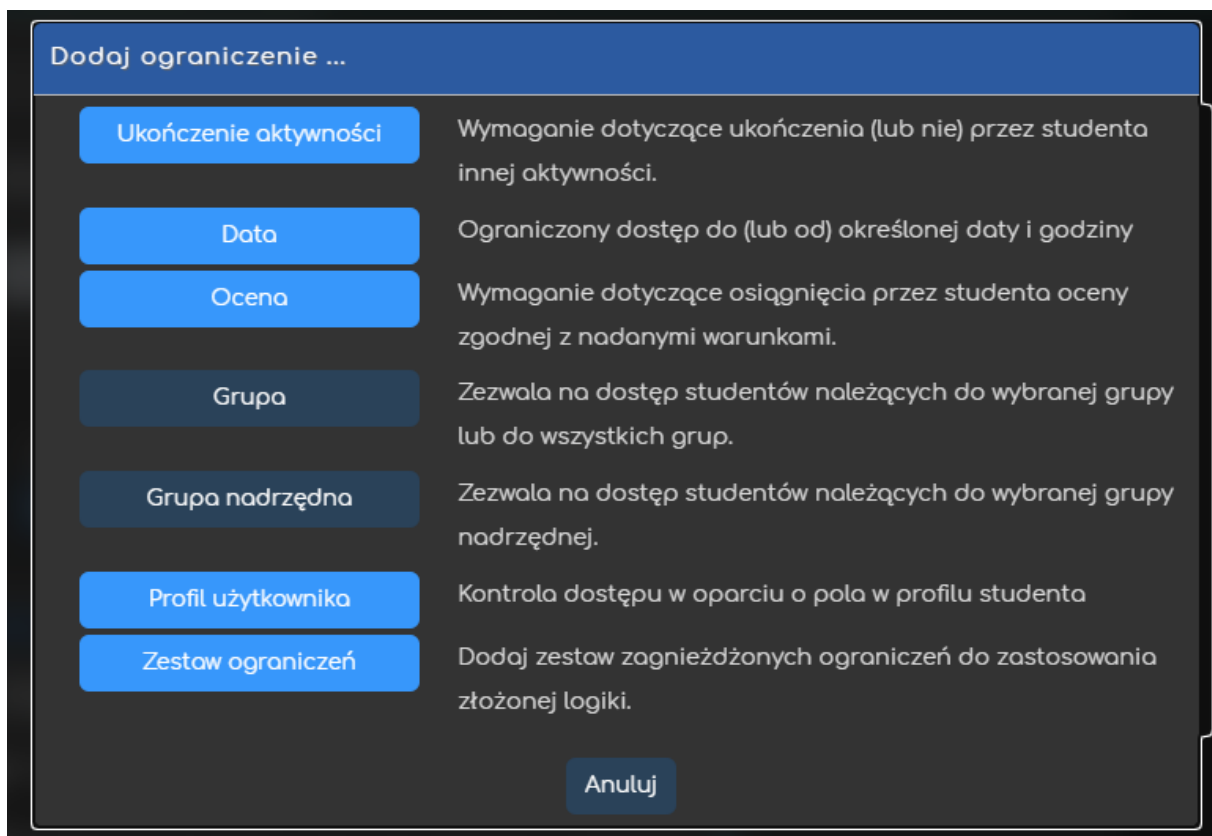 Dodaj ograniczenie ...
Ukończenie aktywności
Wymaganie dotyczące ukończenia (lub nie) przez studenta
innej aktywności.
Data
Ograniczony dostęp do (lub od) określonej daty i godziny
Ocena
Wymaganie dotyczące osiągnięcia przez studenta oceny
zgodnej z nadanymi warunkami.
Grupa
Zezwala na dostęp studentów należących do wybranej grupy
lub do wszystkich grup.
Grupa nadrzędna
Zezwala na dostęp studentów należących do wybranej grupy
nadrzędnej.
Profil użytkownika
Kontrola dostępu w oparciu o pola w profilu studenta
Zestaw ograniczeń
Dodaj zestaw zagnieżdżonych ograniczeń do zastosowania
złożonej logiki.
Anuluj